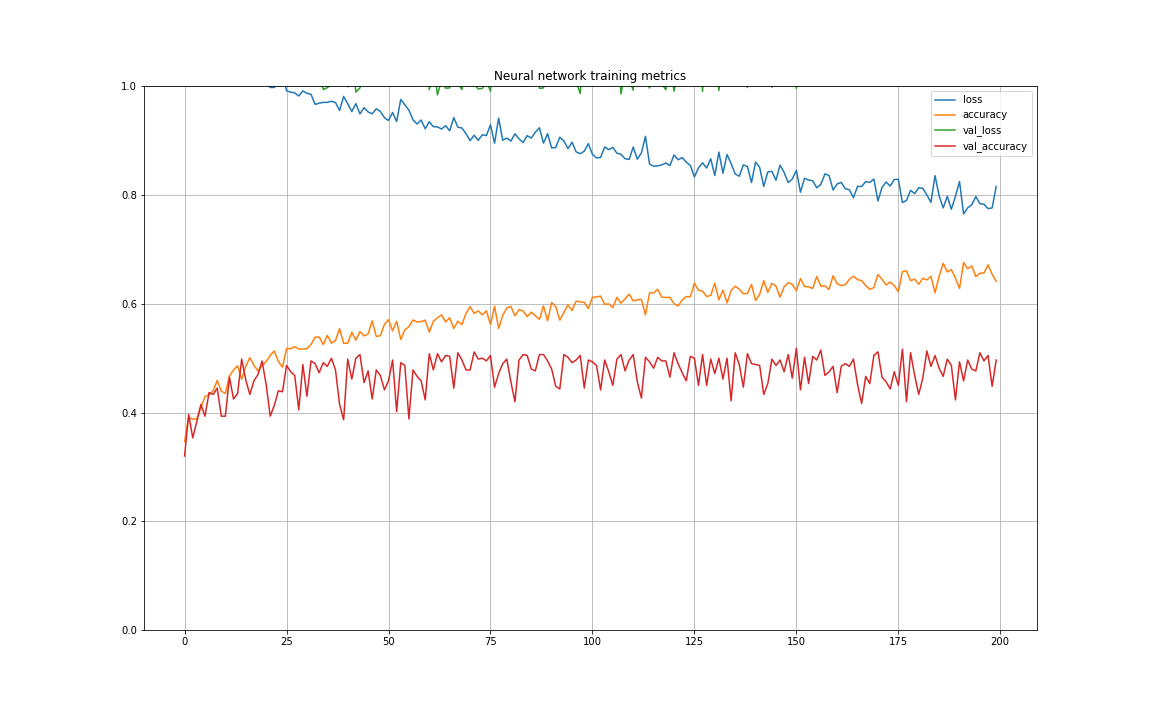 Neural network training metrics
1.0
0.8
0.6
0.4
0.2
0.0
loss
accuracy
val_loss
val_accuracy
0 25 50 75 100 125 150 175 200